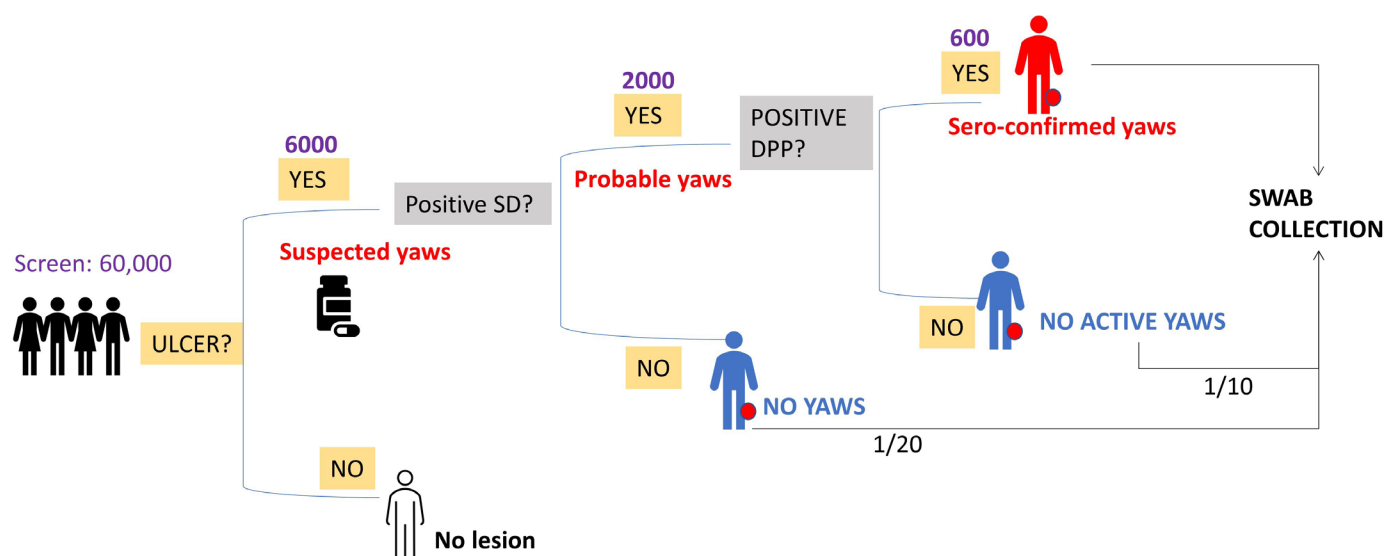 600
YES
2000
YES
POSITIVE
DPP?
Sero-confirmed yaws
6000
YES
Probable yaws
Positive SD?
SWAB
COLLECTION
Suspected yaws
Screen: 60,000
ULCER?
NO
NO ACTIVE YAWS
NO
NO YAWS
1/10
1/20
NO
No lesion